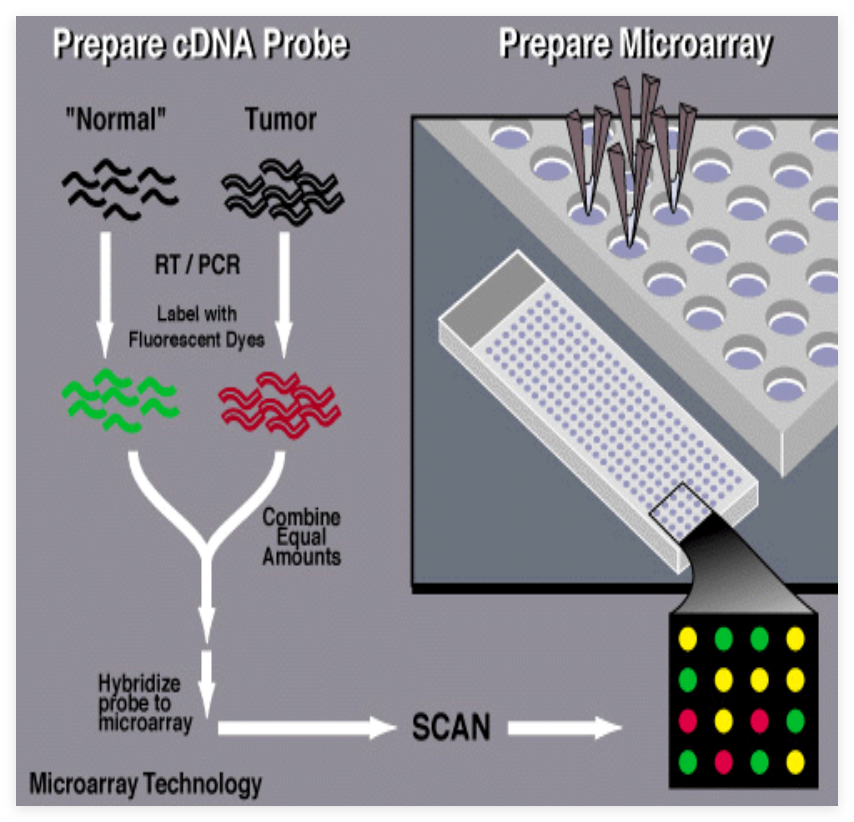 Prepare cDNA Probe
Prepare Microarray
"Normal"
Tumor
RT / PCR
Label with
Fluorescent Dyes
Combine
Equal
Amounts
Hybridize
probe to
microarray
SCAN
Microarray Technology